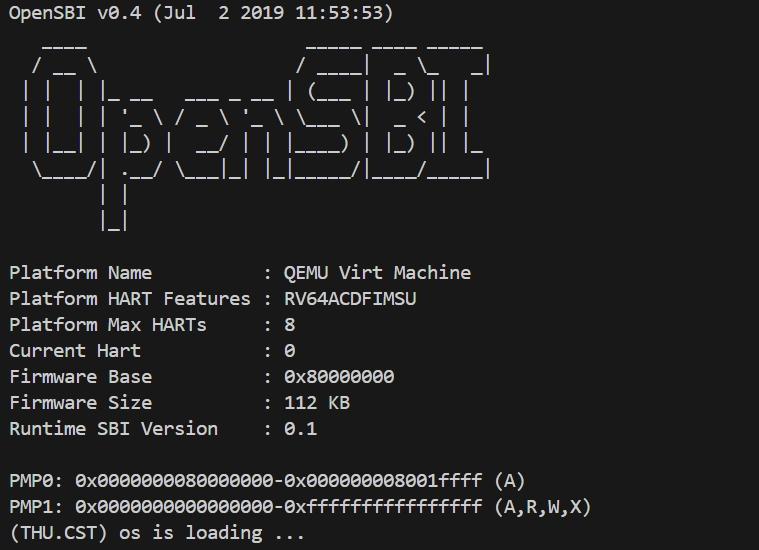 OpenSBI v0.4 (Jul  2 2019 11:53:53)
   ____                    _____ ____ _____
  / __ \                  / ____|  _ \_   _|
 | |  | |_ __   ___ _ __ | (___ | |_) || |
 | |  | | '_ \ / _ \ '_ \ \___ \|  _ < | |
 | |__| | |_) |  __/ | | |____) | |_) || |_
  \____/| .__/ \___|_| |_|_____/|____/_____|
        | |
        |_|

Platform Name          : QEMU Virt Machine
Platform HART Features : RV64ACDFIMSU
Platform Max HARTs     : 8
Current Hart           : 0
Firmware Base          : 0x80000000
Firmware Size          : 112 KB
Runtime SBI Version    : 0.1

PMP0: 0x0000000080000000-0x000000008001ffff (A)
PMP1: 0x0000000000000000-0xffffffffffffffff (A,R,W,X)
(THU.CST) os is loading ...